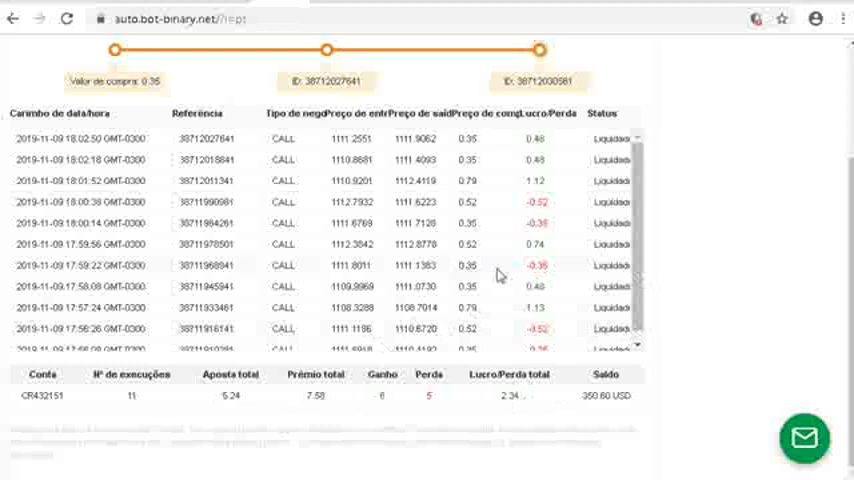 auto.bot-binary.net/?l=pt
Valor de compra: 0.35 ID: 38712027641 ID: 38712030581
Carimbo de data/hora Referência Tipo de negó Preço de entr Preço de saíd Preço de comp Lucro/Perda Status
2019-11-09 18:02:50 GMT-0300 38712027641 CALL 1111.2551 1111.9062 0.35 0.48 Liquidado
2019-11-09 18:02:18 GMT-0300 38712018841 CALL 1110.8681 1111.4093 0.35 0.48 Liquidado
2019-11-09 18:01:52 GMT-0300 38712011341 CALL 1110.9201 1112.4119 0.79 1.12 Liquidado
2019-11-09 18:00:38 GMT-0300 38711990981 CALL 1112.7932 1111.6223 0.52 -0.52 Liquidado
2019-11-09 18:00:14 GMT-0300 38711984261 CALL 1111.6769 1111.7128 0.35 -0.35 Liquidado
2019-11-09 17:59:56 GMT-0300 38711978501 CALL 1112.3842 1112.8778 0.52 0.74 Liquidado
2019-11-09 17:59:22 GMT-0300 38711968941 CALL 1111.8011 1111.1383 0.35 -0.35 Liquidado
2019-11-09 17:58:08 GMT-0300 38711945941 CALL 1109.9969 1111.0730 0.35 0.48 Liquidado
2019-11-09 17:57:24 GMT-0300 38711933461 CALL 1108.3288 1108.7014 0.79 1.13 Liquidado
2019-11-09 17:56:26 GMT-0300 38711916141 CALL 1111.1196 1110.6720 0.52 -0.52 Liquidado
Conta Nº de execuções Aposta total Prêmio total Ganho Perda Lucro/Perda total Saldo
CR432151 11 5.24 7.58 6 5 2.34 350.60 USD